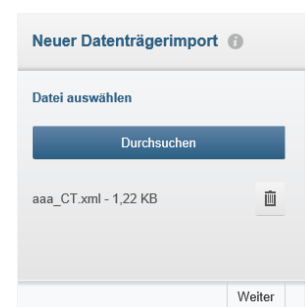 Neuer Datenträgerimport
Datei auswählen
Durchsuchen
aaa_CT.xml - 1,22 KB
Weiter